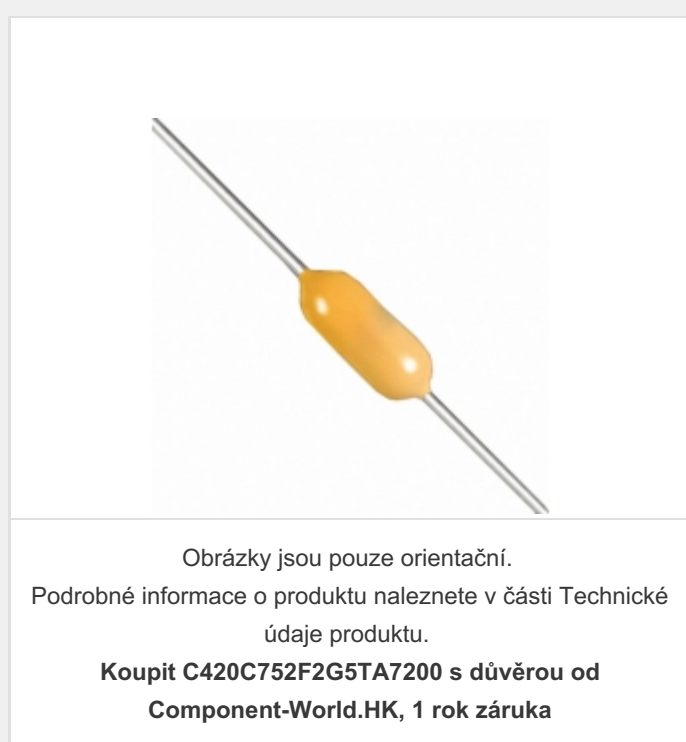 Obrázky jsou pouze orientační.
Podrobné informace o produktu naleznete v části Technické
údaje produktu.
Koupit C420C752F2G5TA7200 s důvěrou od
Component-World.HK, 1 rok záruka